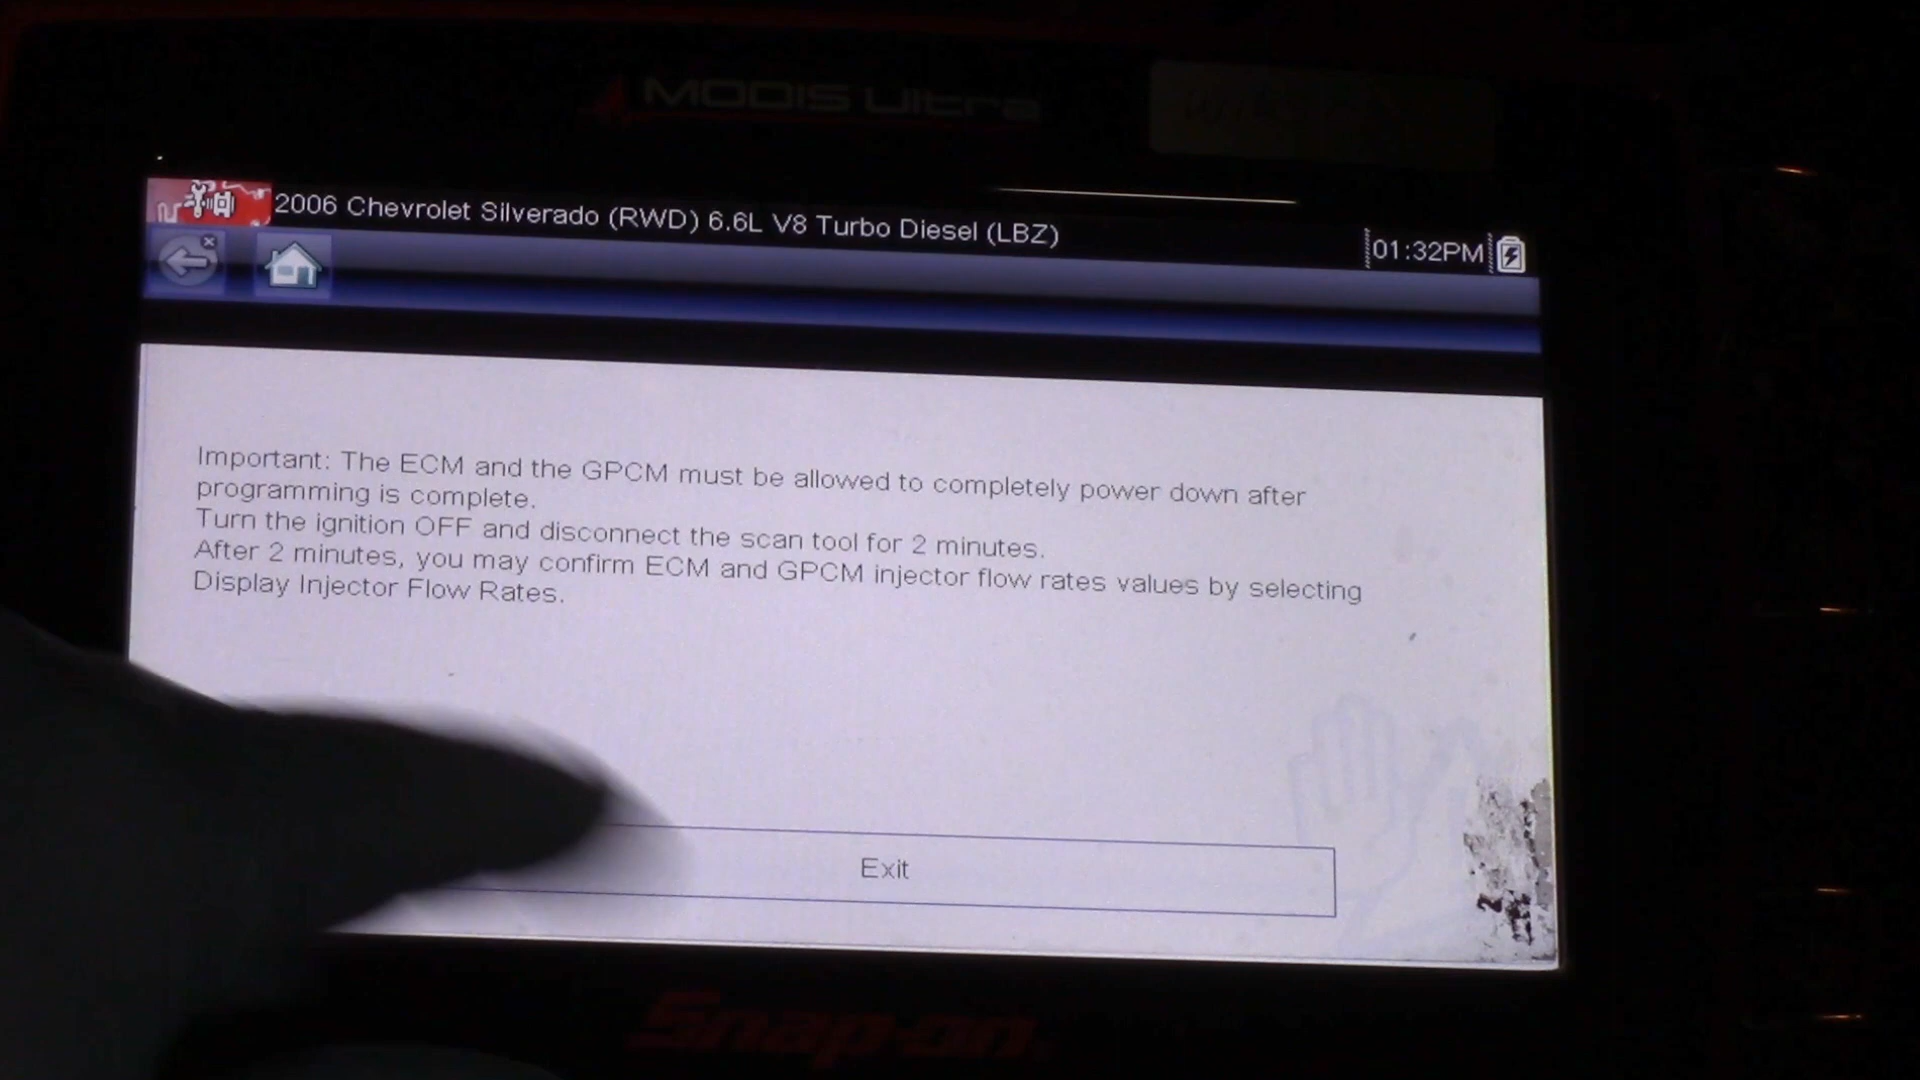 MODIS Ultra
2006 Chevrolet Silverado (RWD) 6.6L V8 Turbo Diesel (LBZ)
01:32PM
Important: The ECM and the GPCM must be allowed to completely power down after
programming is complete.
Turn the ignition OFF and disconnect the scan tool for 2 minutes.
After 2 minutes, you may confirm ECM and GPCM injector flow rates values by selecting
Display Injector Flow Rates.
Exit
Snap-on